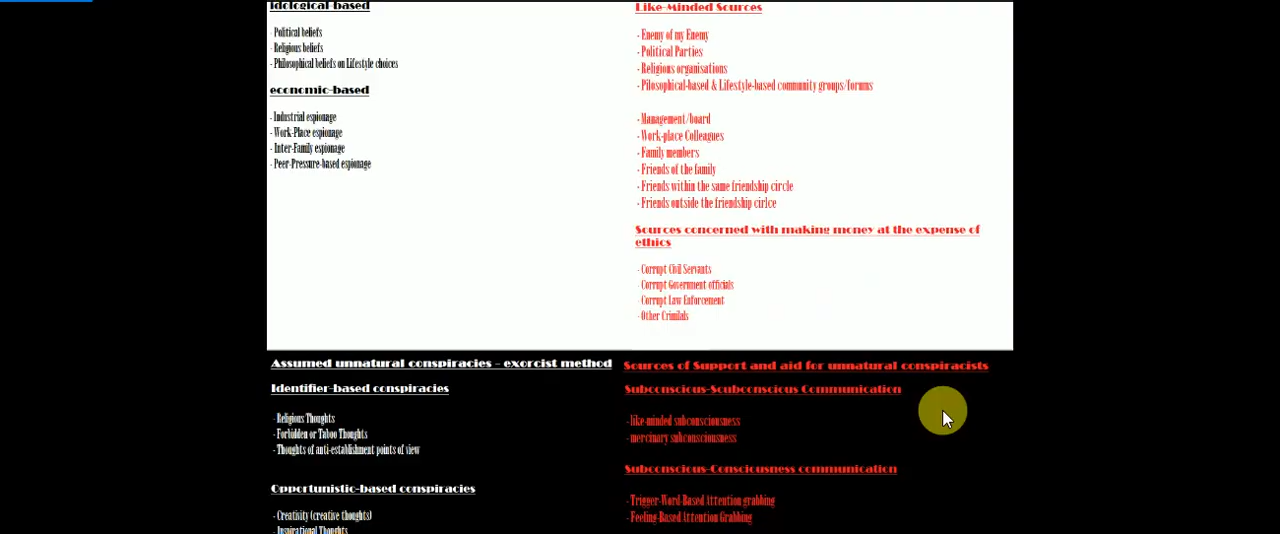 Idological-based
- Political beliefs
- Religious beliefs
- Philosophical beliefs on Lifestyle choices
economic-based
- Industrial espionage
- Work-Place espionage
- Inter-Family espionage
- Peer-Pressure-based espionage
Like-Minded Sources
- Enemy of my Enemy
- Political Parties
- Religious organisations
- Pilosophical-based & Lifestyle-based community groups/forums
- Management/board
- Work-place Colleagues
- Family members
- Friends of the family
- Friends within the same friendship circle
- Friends outside the friendship cirlce
Sources concerned with making money at the expense of
ethics
- Corrupt Civil Servants
- Corrupt Government officials
- Corrupt Law Enforcement
- Other Crimilals
Assumed unnatural conspiracies - exorcist method
Identifier-based conspiracies
- Religious Thoughts
- Forbidden or Taboo Thoughts
- Thoughts of anti-establishment points of view
Opportunistic-based conspiracies
- Creativity (creative thoughts)
- Inspirational Thoughts
Sources of Support and aid for unnatural conspiracists
Subconscious-Scubconscious Communication
- like-minded subconsciousness
- mercinary subconsciousness
Subconscious-Consciousness communication
- Trigger-Word-Based Attention grabbing
- Feeling-Based Attention Grabbing